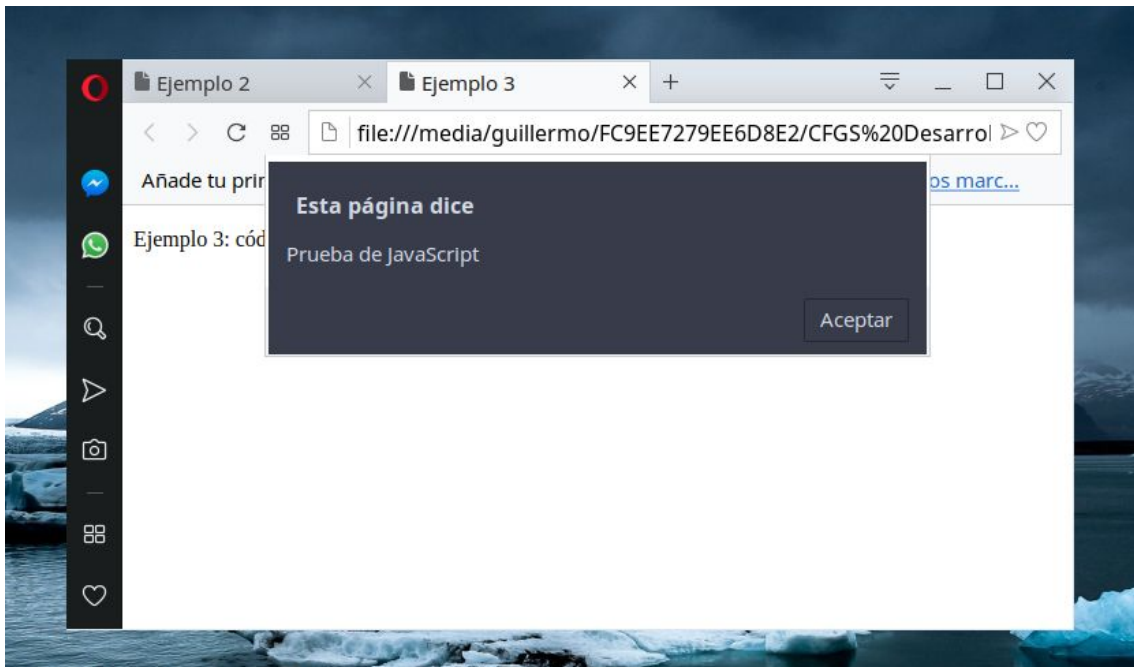 Ejemplo 2
Ejemplo 3
file:///media/guillermo/FC9EE7279EE6D8E2/CFGS%20Desarrol
Añade tu prin
os marc...
Esta página dice
Ejemplo 3: cód
Prueba de JavaScript
Aceptar